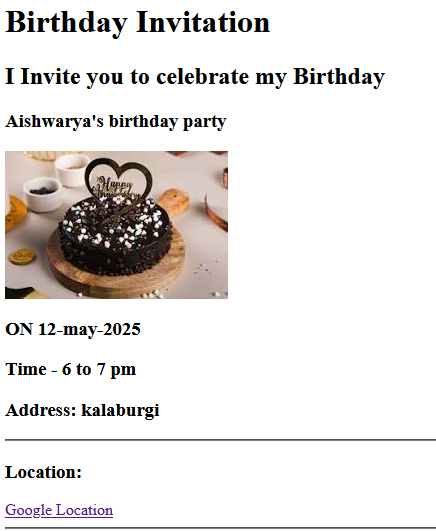 Birthday Invitation
I Invite you to celebrate my Birthday
Aishwarya's birthday party
Happy
Anniversary
ON 12-may-2025
Time - 6 to 7 pm
Address: kalaburgi
Location:
Google Location